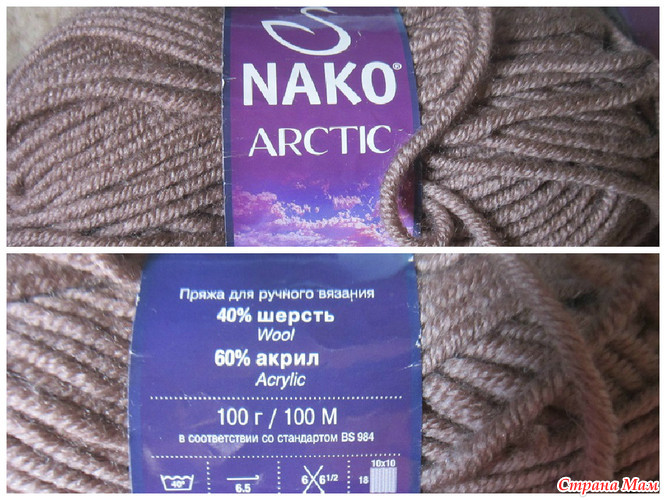 NAKO®
ARCTIC
Пряжа для ручного вязания
40% шерсть
Wool
60% акрил
Acrylic
100 г / 100 М
в соответствии со стандартом BS 984
40°
6.5
6 6 1/2
10x10
18
Страна Мам